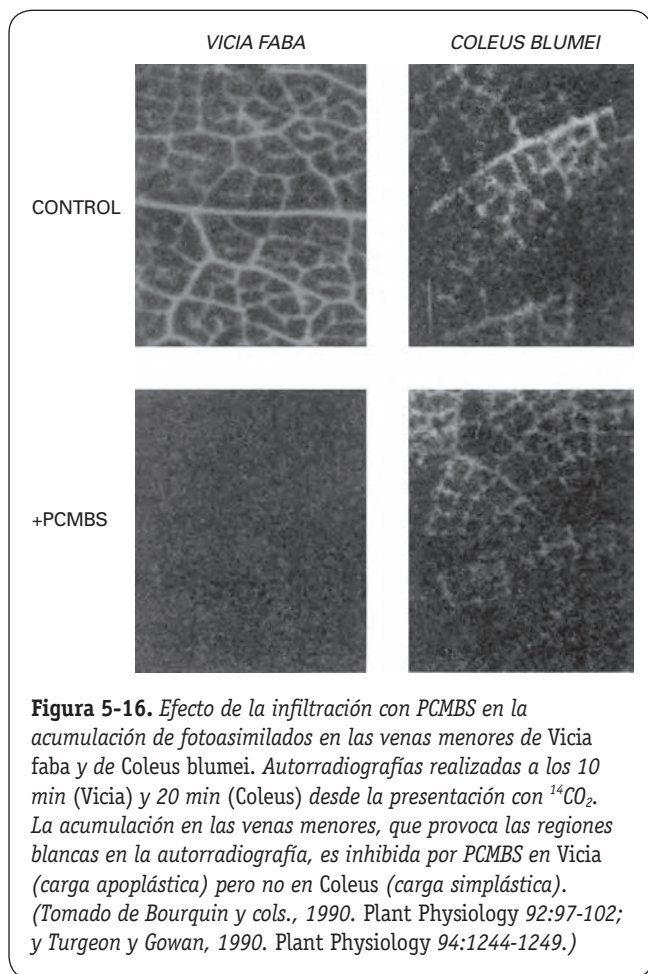 VICIA FABA
COLEUS BLUMEI
CONTROL
+PCMBS
Figura 5-16. Efecto de la infiltración con PCMBS en la
acumulación de fotoasimilados en las venas menores de Vicia
faba y de Coleus blumei. Autorradiografías realizadas a los 10
min (Vicia) y 20 min (Coleus) desde la presentación con ¹⁴CO₂.
La acumulación en las venas menores, que provoca las regiones
blancas en la autorradiografía, es inhibida por PCMBS en Vicia
(carga apoplástica) pero no en Coleus (carga simplástica).
(Tomado de Bourquin y cols., 1990. Plant Physiology 92:97-102;
y Turgeon y Gowan, 1990. Plant Physiology 94:1244-1249.)